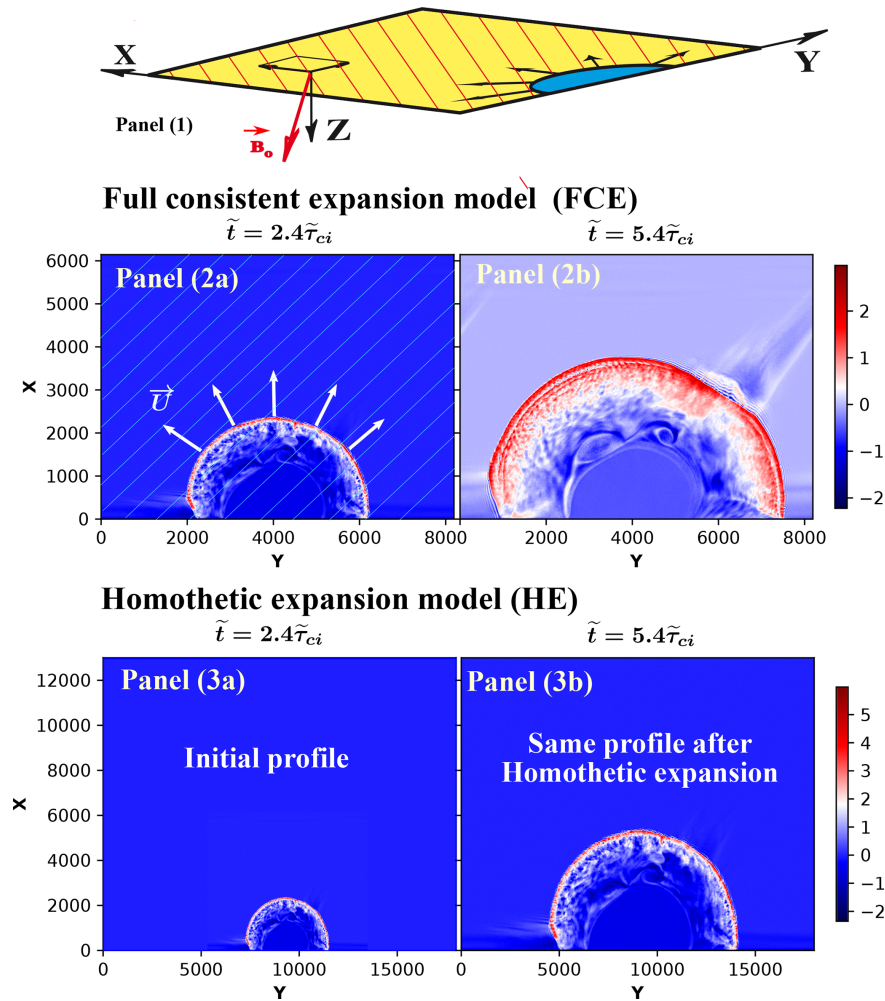 X
Y
Panel (1)
Z
B₀
Full consistent expansion model (FCE)
t̃ = 2.4τ̃ci
t̃ = 5.4τ̃ci
Panel (2a)
Panel (2b)
U
X
6000
5000
4000
3000
2000
1000
0
0 2000 4000 6000 8000
2000 4000 6000 8000
Y
Y
2
1
0
−1
−2
Homothetic expansion model (HE)
t̃ = 2.4τ̃ci
t̃ = 5.4τ̃ci
Panel (3a)
Panel (3b)
Initial profile
Same profile after
Homothetic expansion
X
12000
10000
8000
6000
4000
2000
0
0 5000 10000 15000
5000 10000 15000
Y
Y
5
4
3
2
1
0
−1
−2